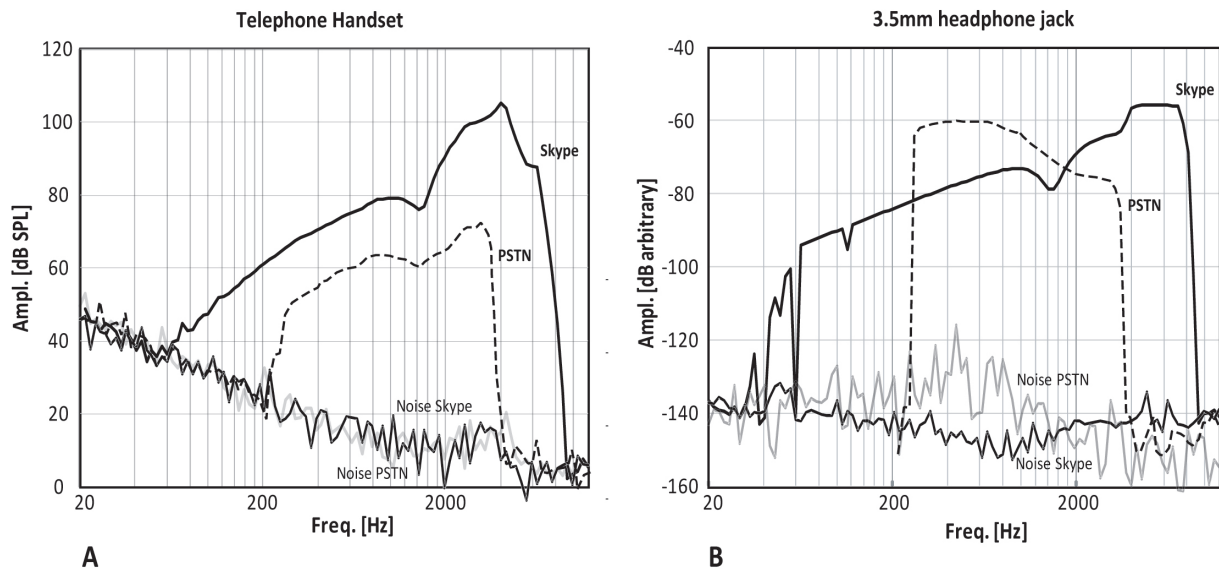 Telephone Handset
120
100
80
60
40
20
0
Ampl. [dB SPL]
Skype
PSTN
Noise Skype
Noise PSTN
20
200
2000
Freq. [Hz]
A
3.5mm headphone jack
-40
-60
-80
-100
-120
-140
-160
Ampl. [dB arbitrary]
Skype
PSTN
Noise PSTN
Noise Skype
20
200
2000
Freq. [Hz]
B